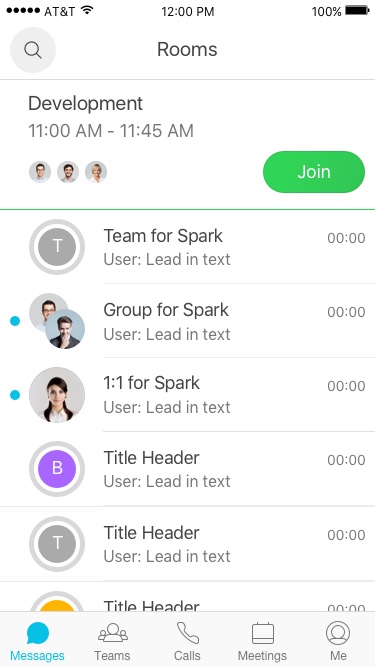 AT&T 12:00 PM 100%
Rooms
Development
11:00 AM - 11:45 AM
Join
Team for Spark 00:00
T
User: Lead in text
Group for Spark 00:00
User: Lead in text
1:1 for Spark 00:00
User: Lead in text
Title Header 00:00
B
User: Lead in text
Title Header 00:00
T
User: Lead in text
Title Header 00:00
Messages Teams Calls Meetings Me